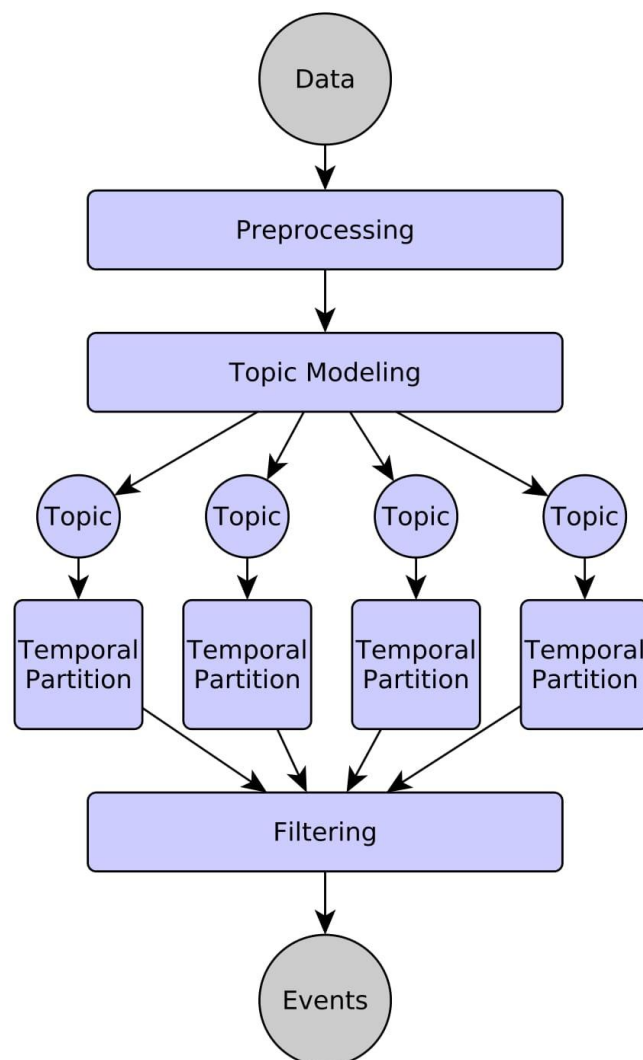 Data
Preprocessing
Topic Modeling
Topic
Topic
Topic
Topic
Temporal
Partition
Temporal
Partition
Temporal
Partition
Temporal
Partition
Filtering
Events